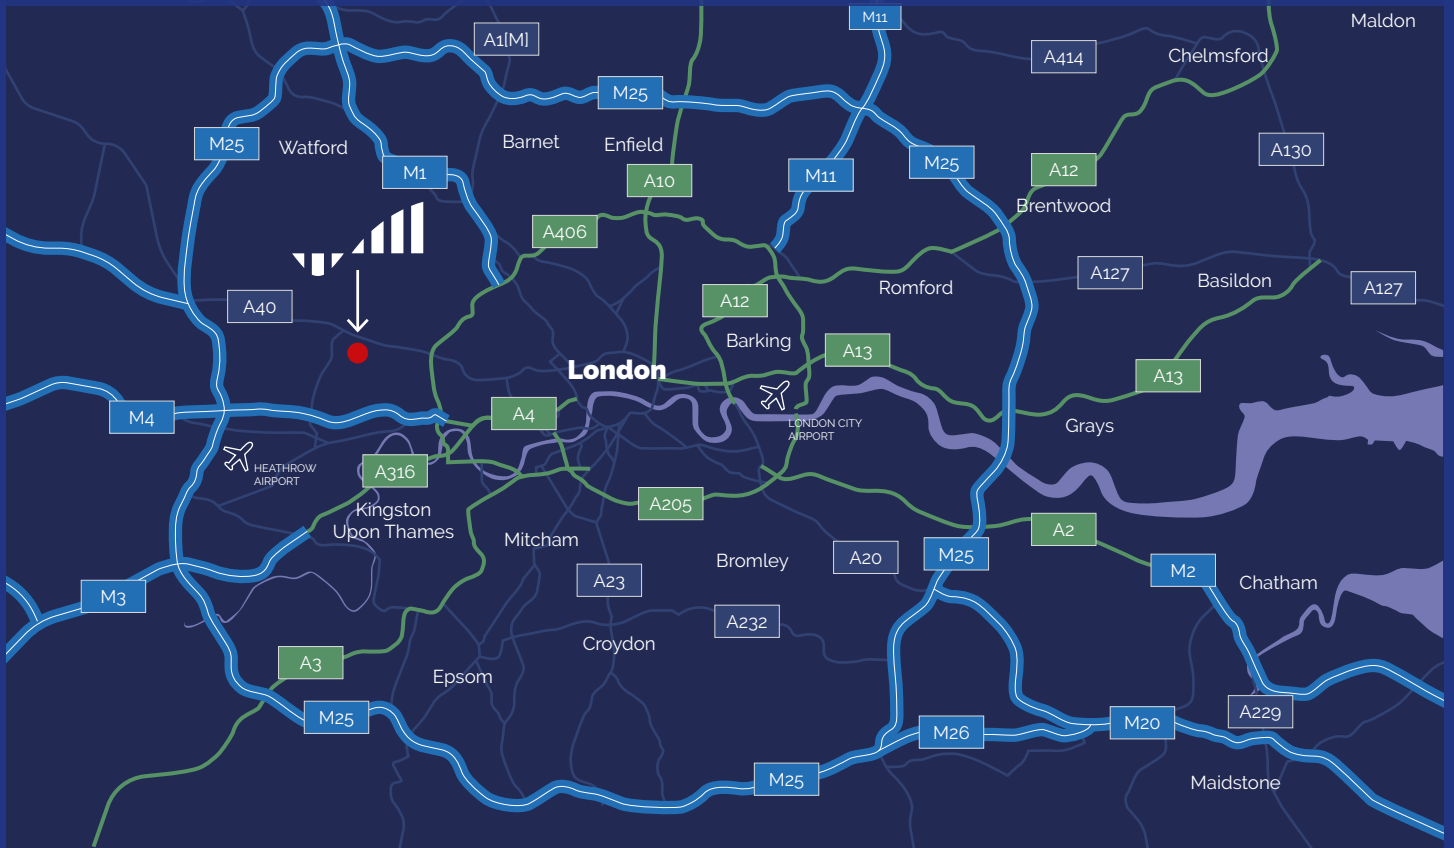 M11
Maldon
A1[M]
A414
Chelmsford
M25
M25
Watford
Barnet
Enfield
A130
M1
A10
M11
M25
A12
Brentwood
A406
A40
A12
Romford
A127
Basildon
A127
Barking
A13
London
A13
M4
A4
LONDON CITY
AIRPORT
Grays
HEATHROW
AIRPORT
A316
Kingston
Upon Thames
A205
A2
Mitcham
Bromley
A20
M25
M2
Chatham
M3
A23
A232
Croydon
A3
Epsom
M25
M26
M20
A229
M25
Maidstone